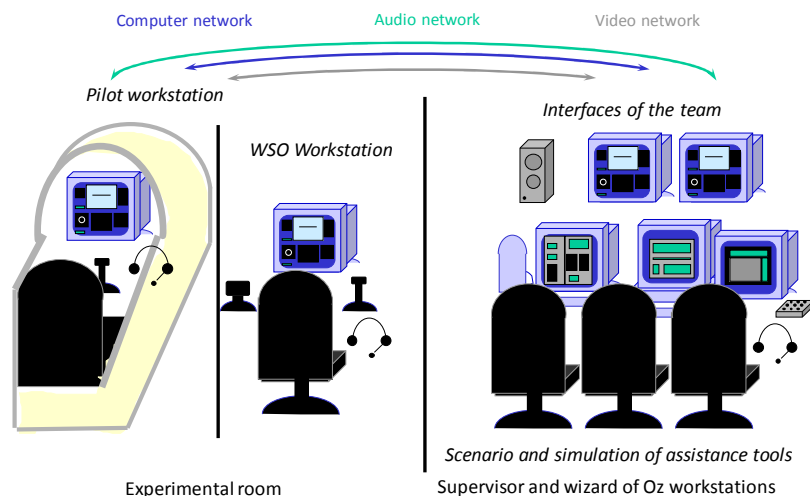 Computer network
Audio network
Video network
Pilot workstation
Interfaces of the team
WSO Workstation
Scenario and simulation of assistance tools
Experimental room
Supervisor and wizard of Oz workstations